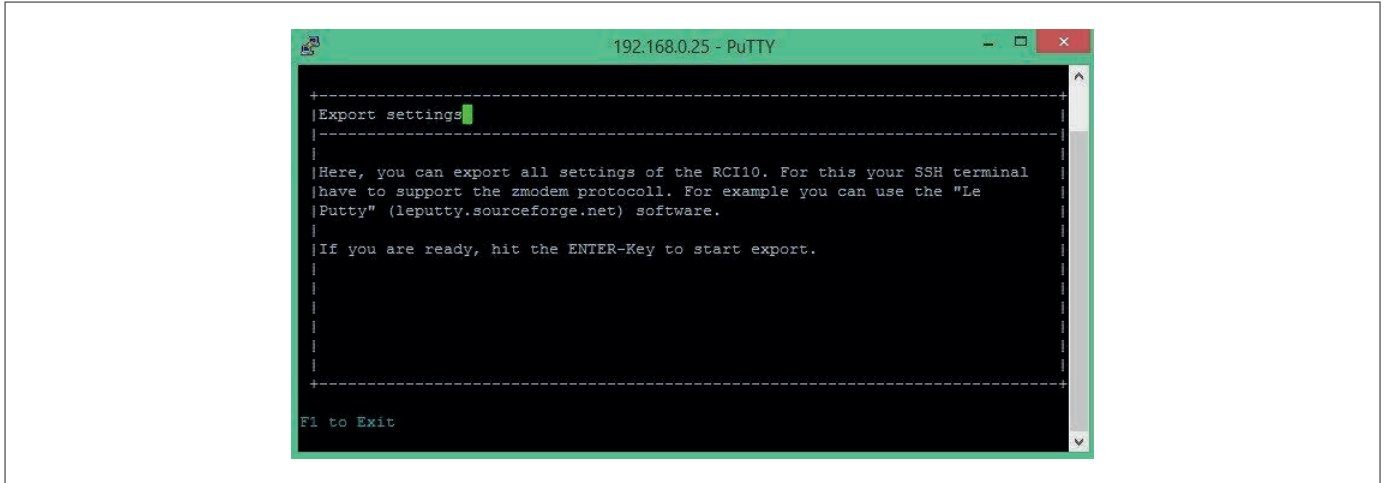 192.168.0.25 - PuTTY
Export settings
Here, you can export all settings of the RCI10. For this your SSH terminal
have to support the zmodem protocoll. For example you can use the "Le
Putty" (leputty.sourceforge.net) software.
If you are ready, hit the ENTER-Key to start export.
F1 to Exit